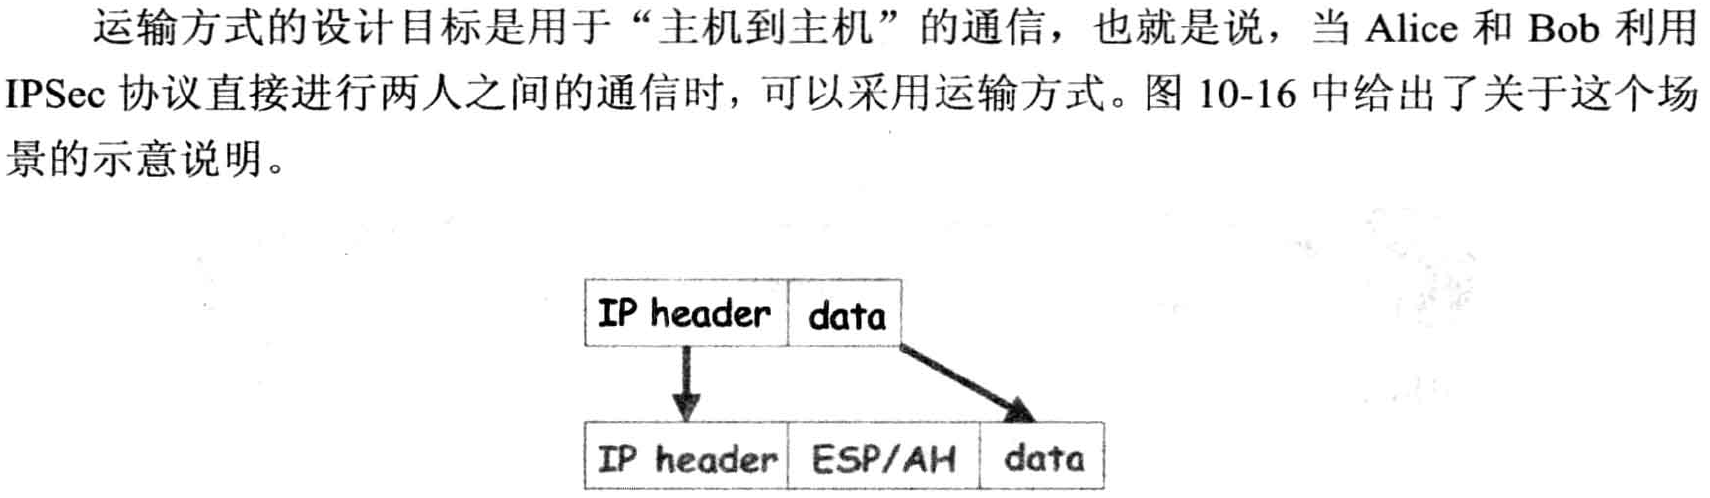 运输方式的设计目标是用于“主机到主机”的通信，也就是说，当 Alice 和 Bob 利用
IPSec 协议直接进行两人之间的通信时，可以采用运输方式。图 10-16 中给出了关于这个场
景的示意说明。
IP header data
IP header ESP/AH data